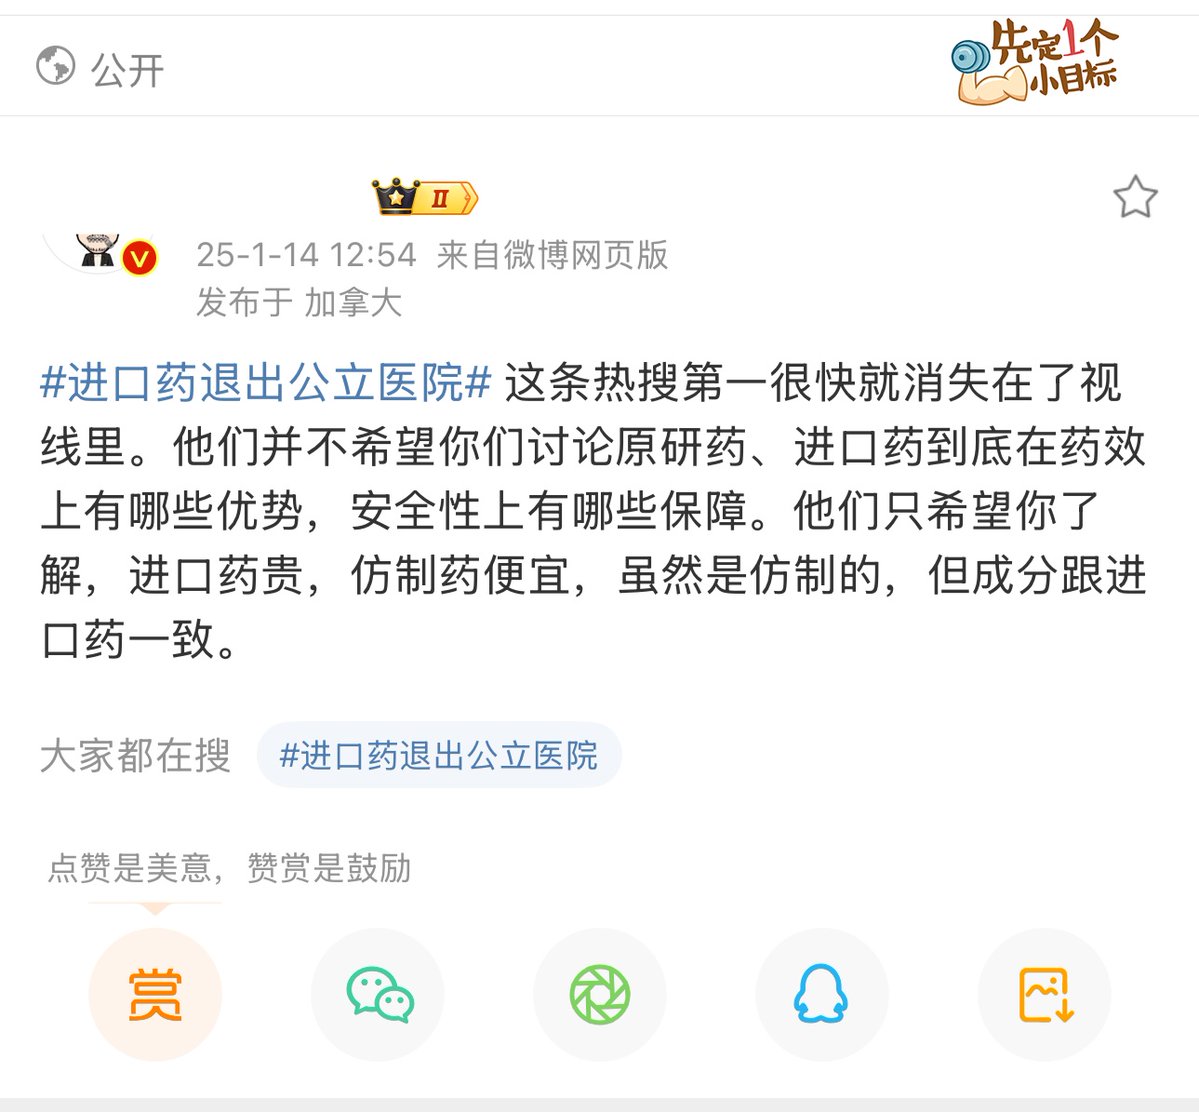 公开
先定1个
小目标
II
V
25-1-14 12:54 来自微博网页版
发布于 加拿大
#进口药退出公立医院# 这条热搜第一很快就消失在了视
线里。他们并不希望你们讨论原研药、进口药到底在药效
上有哪些优势，安全性上有哪些保障。他们只希望你了
解，进口药贵，仿制药便宜，虽然是仿制的，但成分跟进
口药一致。
大家都在搜 #进口药退出公立医院
点赞是美意，赞赏是鼓励
赏